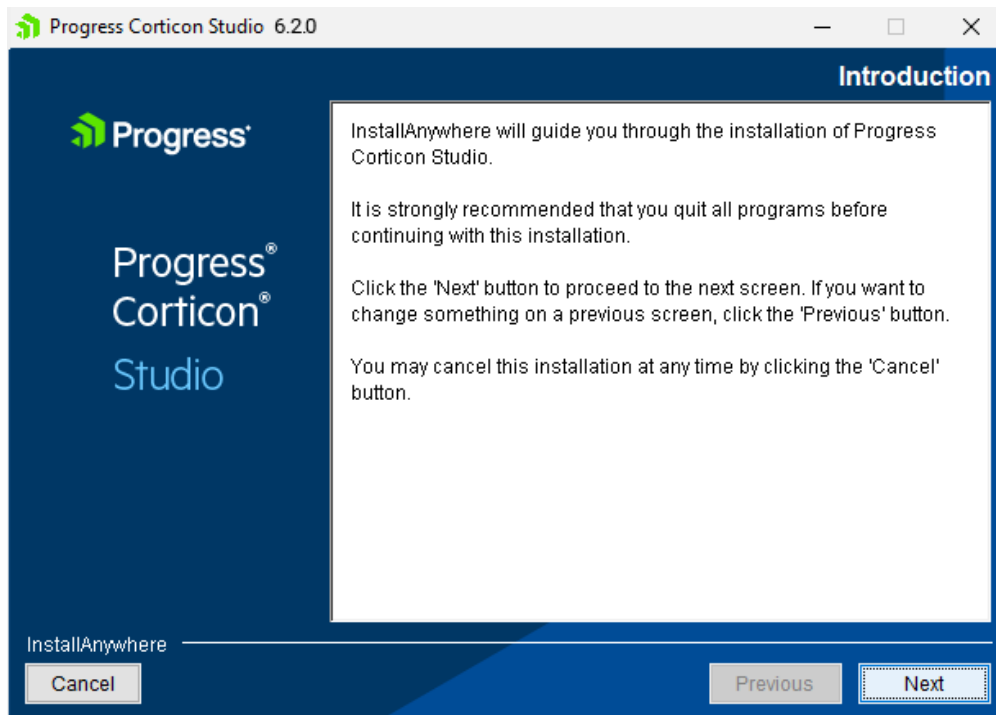 Progress Corticon Studio 6.2.0
Introduction
Progress
Progress®
Corticon®
Studio
InstallAnywhere will guide you through the installation of Progress
Corticon Studio.
It is strongly recommended that you quit all programs before
continuing with this installation.
Click the 'Next' button to proceed to the next screen. If you want to
change something on a previous screen, click the 'Previous' button.
You may cancel this installation at any time by clicking the 'Cancel'
button.
InstallAnywhere
Cancel
Previous
Next